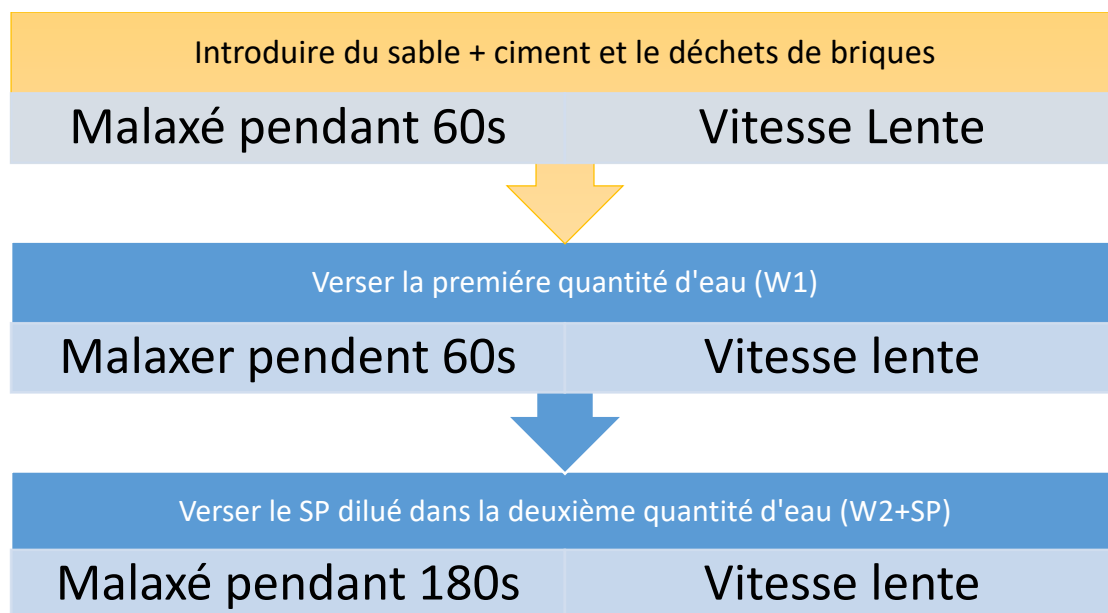 Introduire du sable + ciment et le déchets de briques
Malaxé pendant 60s Vitesse Lente
Verser la premiére quantité d'eau (W1)
Malaxer pendent 60s Vitesse lente
Verser le SP dilué dans la deuxième quantité d'eau (W2+SP)
Malaxé pendant 180s Vitesse lente